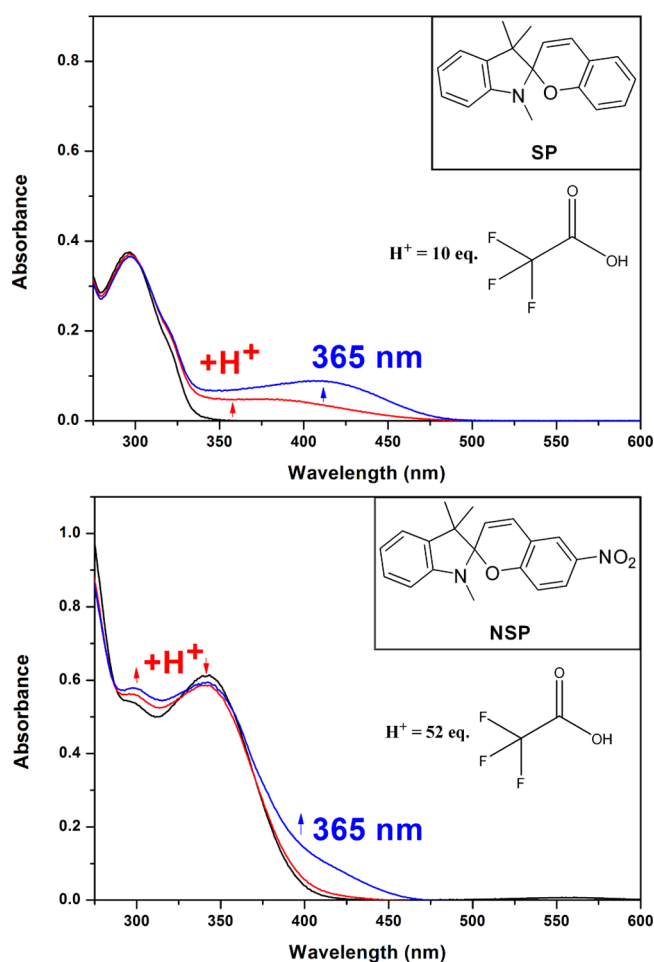 0.8
0.6
0.4
0.2
0.0
Absorbance
300 350 400 450 500 550 600
Wavelength (nm)
+H+
365 nm
N
O
SP
H+ = 10 eq.
O
F
OH
F
F
1.0
0.8
0.6
0.4
0.2
0.0
Absorbance
300 350 400 450 500 550 600
Wavelength (nm)
+H+
365 nm
N
O
NO2
NSP
H+ = 52 eq.
O
F
OH
F
F